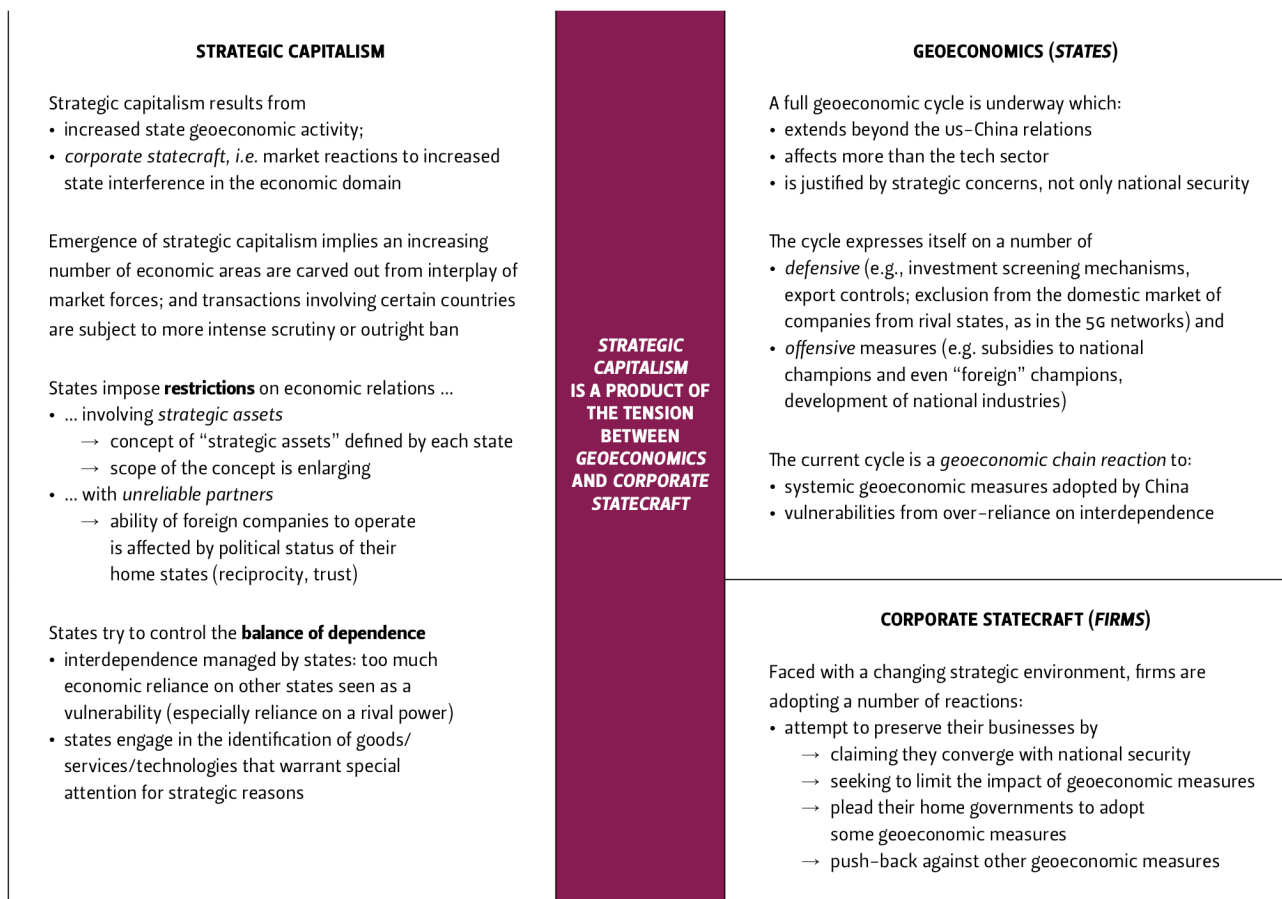 STRATEGIC CAPITALISM
Strategic capitalism results from
• increased state geoeconomic activity;
• corporate statecraft, i.e. market reactions to increased
state interference in the economic domain
Emergence of strategic capitalism implies an increasing
number of economic areas are carved out from interplay of
market forces; and transactions involving certain countries
are subject to more intense scrutiny or outright ban
States impose restrictions on economic relations ...
• ... involving strategic assets
→ concept of “strategic assets” defined by each state
→ scope of the concept is enlarging
• ... with unreliable partners
→ ability of foreign companies to operate
is affected by political status of their
home states (reciprocity, trust)
States try to control the balance of dependence
• interdependence managed by states: too much
economic reliance on other states seen as a
vulnerability (especially reliance on a rival power)
• states engage in the identification of goods/
services/technologies that warrant special
attention for strategic reasons
STRATEGIC
CAPITALISM
IS A PRODUCT OF
THE TENSION
BETWEEN
GEOECONOMICS
AND CORPORATE
STATECRAFT
GEOECONOMICS (STATES)
A full geoeconomic cycle is underway which:
• extends beyond the US–China relations
• affects more than the tech sector
• is justified by strategic concerns, not only national security
The cycle expresses itself on a number of
• defensive (e.g., investment screening mechanisms,
export controls; exclusion from the domestic market of
companies from rival states, as in the 5G networks) and
• offensive measures (e.g. subsidies to national
champions and even “foreign” champions,
development of national industries)
The current cycle is a geoeconomic chain reaction to:
• systemic geoeconomic measures adopted by China
• vulnerabilities from over-reliance on interdependence
CORPORATE STATECRAFT (FIRMS)
Faced with a changing strategic environment, firms are
adopting a number of reactions:
• attempt to preserve their businesses by
→ claiming they converge with national security
→ seeking to limit the impact of geoeconomic measures
→ plead their home governments to adopt
some geoeconomic measures
→ push-back against other geoeconomic measures